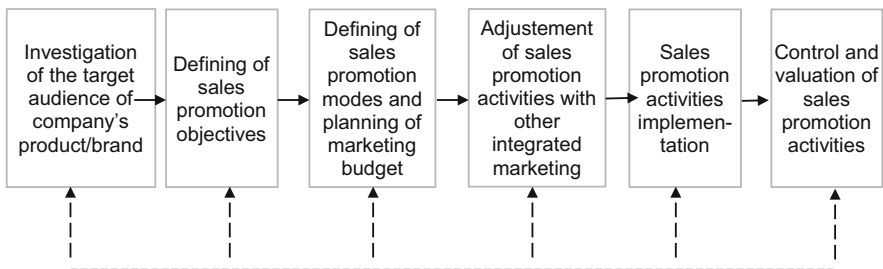 Investigation
of the target
audience of
company's
product/brand
Defining of
sales
promotion
objectives
Defining of
sales
promotion
modes and
planning of
marketing
budget
Adjustement
of sales
promotion
activities with
other
integrated
marketing
Sales
promotion
activities
implemen-
tation
Control and
valuation of
sales
promotion
activities